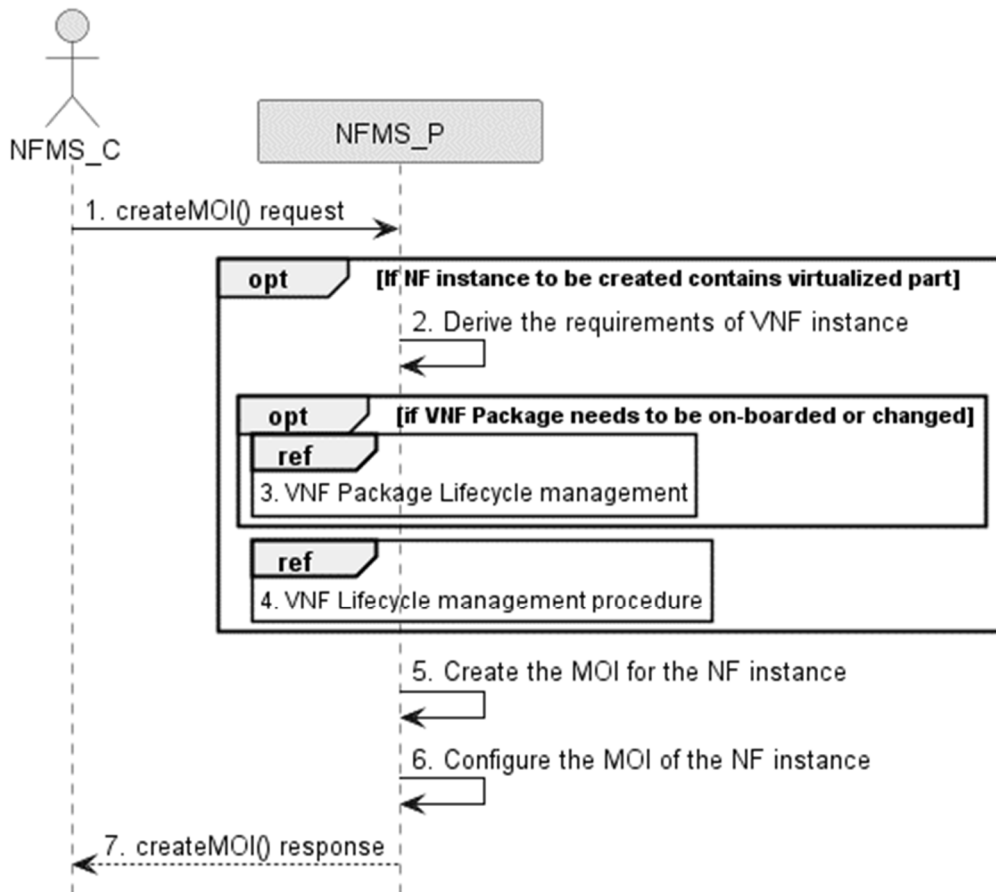 NFMS_C
NFMS_P
1. createMOI() request
opt [If NF instance to be created contains virtualized part]
2. Derive the requirements of VNF instance
opt [if VNF Package needs to be on-boarded or changed]
ref
3. VNF Package Lifecycle management
ref
4. VNF Lifecycle management procedure
5. Create the MOI for the NF instance
6. Configure the MOI of the NF instance
7. createMOI() response